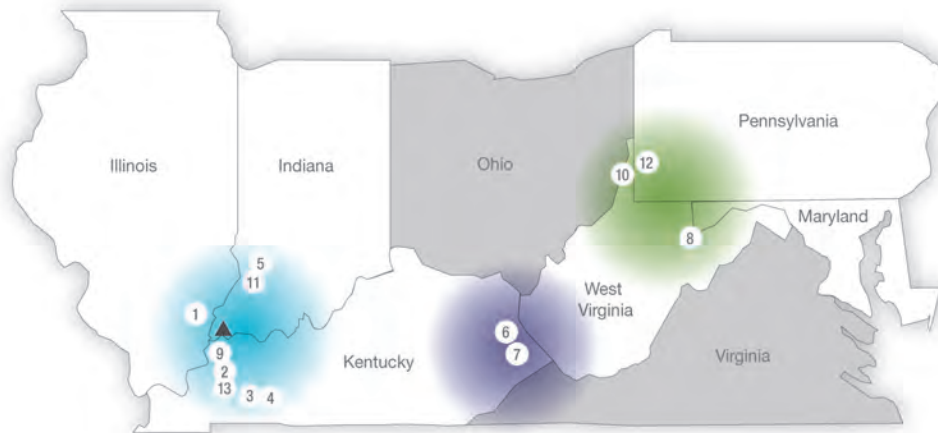 Pennsylvania
Illinois
Indiana
Ohio
12
10
Maryland
8
5
11
West
Virginia
1
6
9
Kentucky
7
Virginia
2
13
3
4